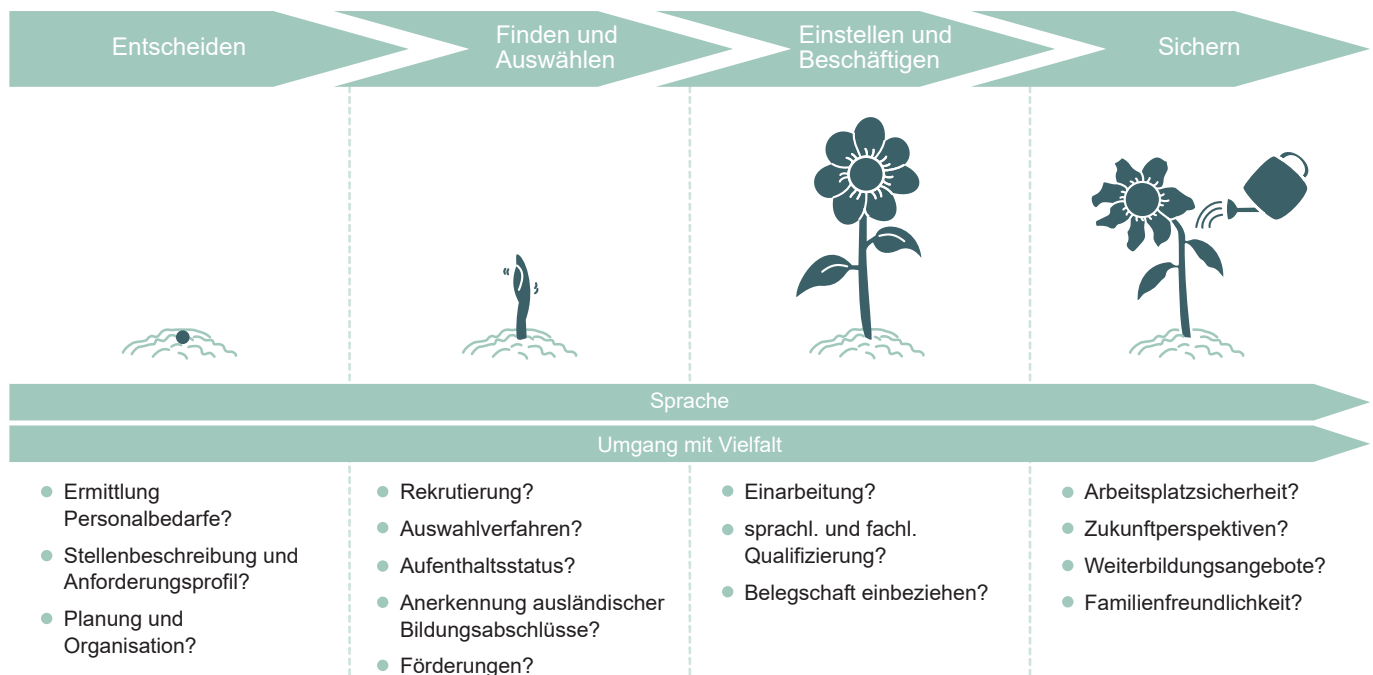 Entscheiden
Finden und
Auswählen
Einstellen und
Beschäftigen
Sichern
Sprache
Umgang mit Vielfalt
Ermittlung
Personalbedarfe?
Stellenbeschreibung und
Anforderungsprofil?
Planung und
Organisation?
Rekrutierung?
Auswahlverfahren?
Aufenthaltsstatus?
Anerkennung ausländischer
Bildungsabschlüsse?
Förderungen?
Einarbeitung?
sprachl. und fachl.
Qualifizierung?
Belegschaft einbeziehen?
Arbeitsplatzsicherheit?
Zukunftperspektiven?
Weiterbildungsangebote?
Familienfreundlichkeit?